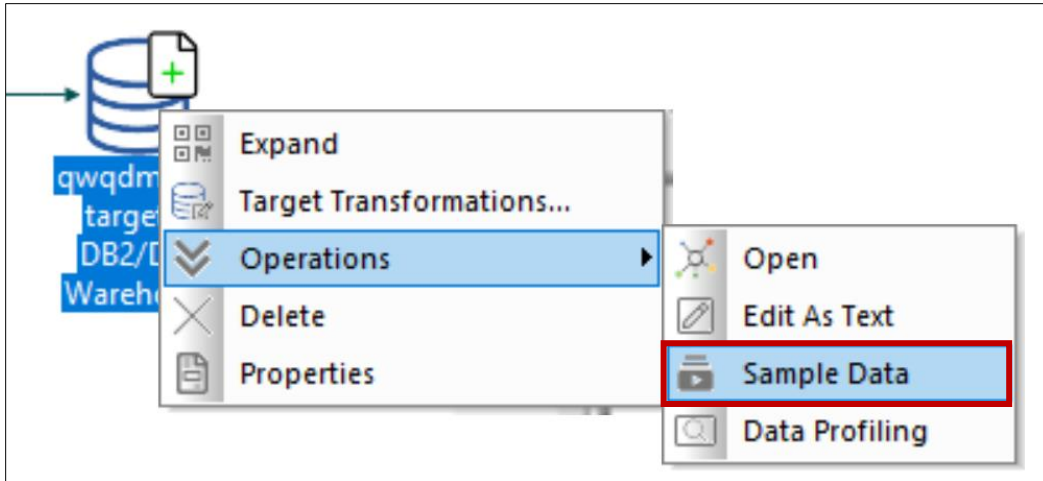 Expand
qwqdm
Target Transformations...
targe
DB2/
Operations
Open
Wareh
Delete
Edit As Text
Properties
Sample Data
Data Profiling